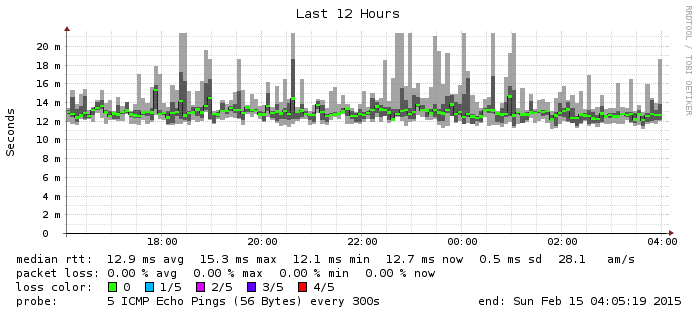 Last 12 Hours
RRDTOOL / TOBI OETIKER
Seconds
20 m
18 m
16 m
14 m
12 m
10 m
8 m
6 m
4 m
2 m
0
18:00 20:00 22:00 00:00 02:00 04:00
median rtt: 12.9 ms avg 15.3 ms max 12.1 ms min 12.7 ms now 0.5 ms sd 28.1 am/s
packet loss: 0.00 % avg 0.00 % max 0.00 % min 0.00 % now
loss color: 0 1/5 2/5 3/5 4/5
probe: 5 ICMP Echo Pings (56 Bytes) every 300s end: Sun Feb 15 04:05:19 2015